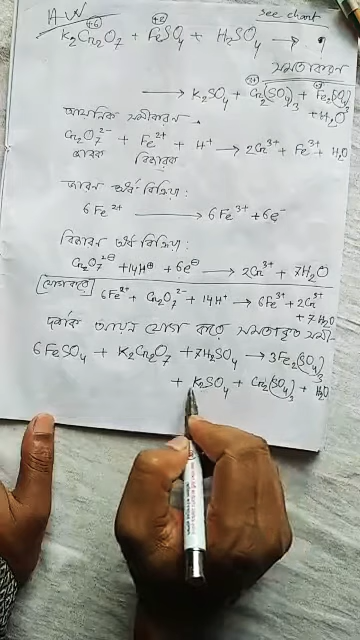 H.W see chart
+6 +2
K₂Cr₂O₇ + FeSO₄ + H₂SO₄ → ?
সমতাকরণ
→ K₂SO₄ + Cr₂(SO₄)₃ + Fe₂(SO₄)₃
+ H₂O
আয়নিক সমীকরণ
Cr₂O₇²⁻ + Fe²⁺ + H⁺ → 2Cr³⁺ + Fe³⁺ + H₂O
জারক বিজারক
জারণ অর্ধ বিক্রিয়া:
6Fe²⁺ → 6Fe³⁺ + 6e⁻
বিজারণ অর্ধ বিক্রিয়া:
Cr₂O₇²⁻ + 14H⁺ + 6e⁻ → 2Cr³⁺ + 7H₂O
যোগ করে 6Fe²⁺ + Cr₂O₇²⁻ + 14H⁺ → 6Fe³⁺ + 2Cr³⁺
+ 7H₂O
দর্শক আয়ন যোগ করে সমতাকৃত সমী-
6FeSO₄ + K₂Cr₂O₇ + 7H₂SO₄ → 3Fe₂(SO₄)₃
+ K₂SO₄ + Cr₂(SO₄)₃ + H₂O